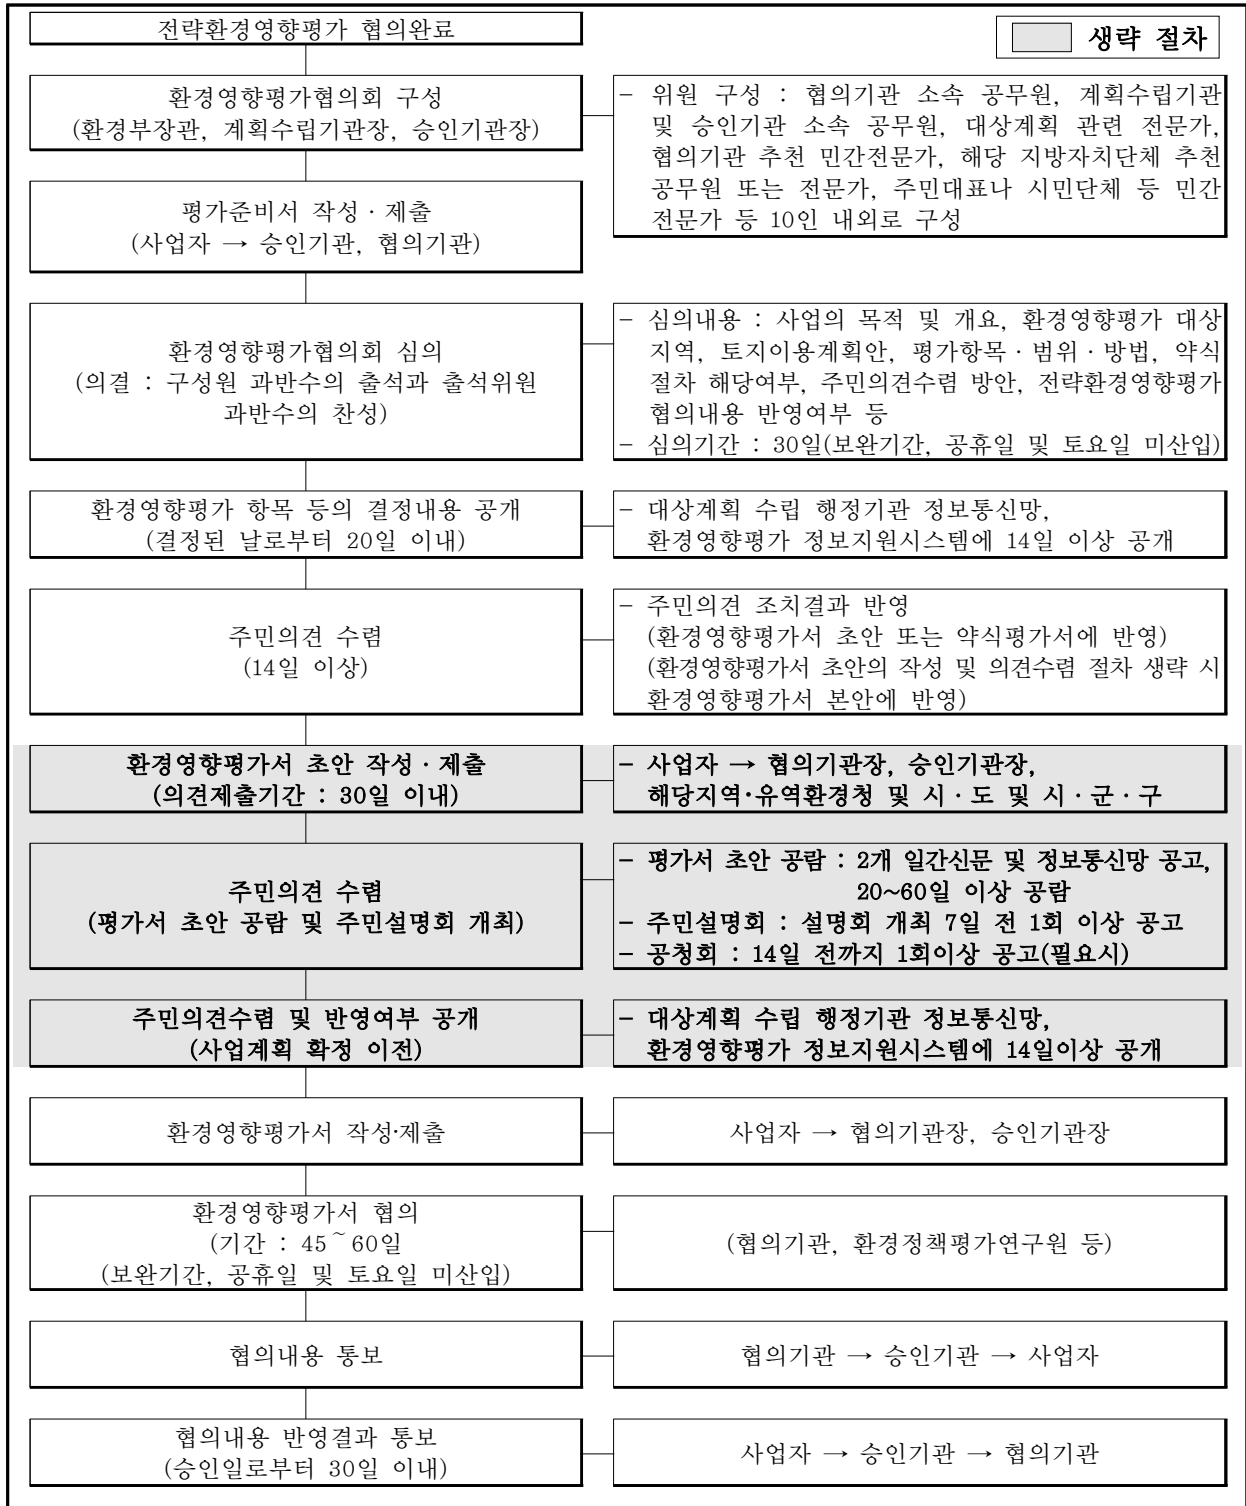 전략환경영향평가 협의완료
생략 절차
환경영향평가협의회 구성
(환경부장관, 계획수립기관장, 승인기관장)
- 위원 구성 : 협의기관 소속 공무원, 계획수립기관
및 승인기관 소속 공무원, 대상계획 관련 전문가,
협의기관 추천 민간전문가, 해당 지방자치단체 추천
공무원 또는 전문가, 주민대표나 시민단체 등 민간
전문가 등 10인 내외로 구성
평가준비서 작성 · 제출
(사업자 → 승인기관, 협의기관)
환경영향평가협의회 심의
(의결 : 구성원 과반수의 출석과 출석위원
과반수의 찬성)
- 심의내용 : 사업의 목적 및 개요, 환경영향평가 대상
지역, 토지이용계획안, 평가항목 · 범위 · 방법, 약식
절차 해당여부, 주민의견수렴 방안, 전략환경영향평가
협의내용 반영여부 등
- 심의기간 : 30일(보완기간, 공휴일 및 토요일 미산입)
환경영향평가 항목 등의 결정내용 공개
(결정된 날로부터 20일 이내)
- 대상계획 수립 행정기관 정보통신망,
환경영향평가 정보지원시스템에 14일 이상 공개
주민의견 수렴
(14일 이상)
- 주민의견 조치결과 반영
(환경영향평가서 초안 또는 약식평가서에 반영)
(환경영향평가서 초안의 작성 및 의견수렴 절차 생략 시
환경영향평가서 본안에 반영)
환경영향평가서 초안 작성 · 제출
(의견제출기간 : 30일 이내)
- 사업자 → 협의기관장, 승인기관장,
해당지역·유역환경청 및 시 · 도 및 시 · 군 · 구
주민의견 수렴
(평가서 초안 공람 및 주민설명회 개최)
- 평가서 초안 공람 : 2개 일간신문 및 정보통신망 공고,
20~60일 이상 공람
- 주민설명회 : 설명회 개최 7일 전 1회 이상 공고
- 공청회 : 14일 전까지 1회이상 공고(필요시)
주민의견수렴 및 반영여부 공개
(사업계획 확정 이전)
- 대상계획 수립 행정기관 정보통신망,
환경영향평가 정보지원시스템에 14일이상 공개
환경영향평가서 작성·제출
사업자 → 협의기관장, 승인기관장
환경영향평가서 협의
(기간 : 45~60일
(보완기간, 공휴일 및 토요일 미산입)
(협의기관, 환경정책평가연구원 등)
협의내용 통보
협의기관 → 승인기관 → 사업자
협의내용 반영결과 통보
(승인일로부터 30일 이내)
사업자 → 승인기관 → 협의기관